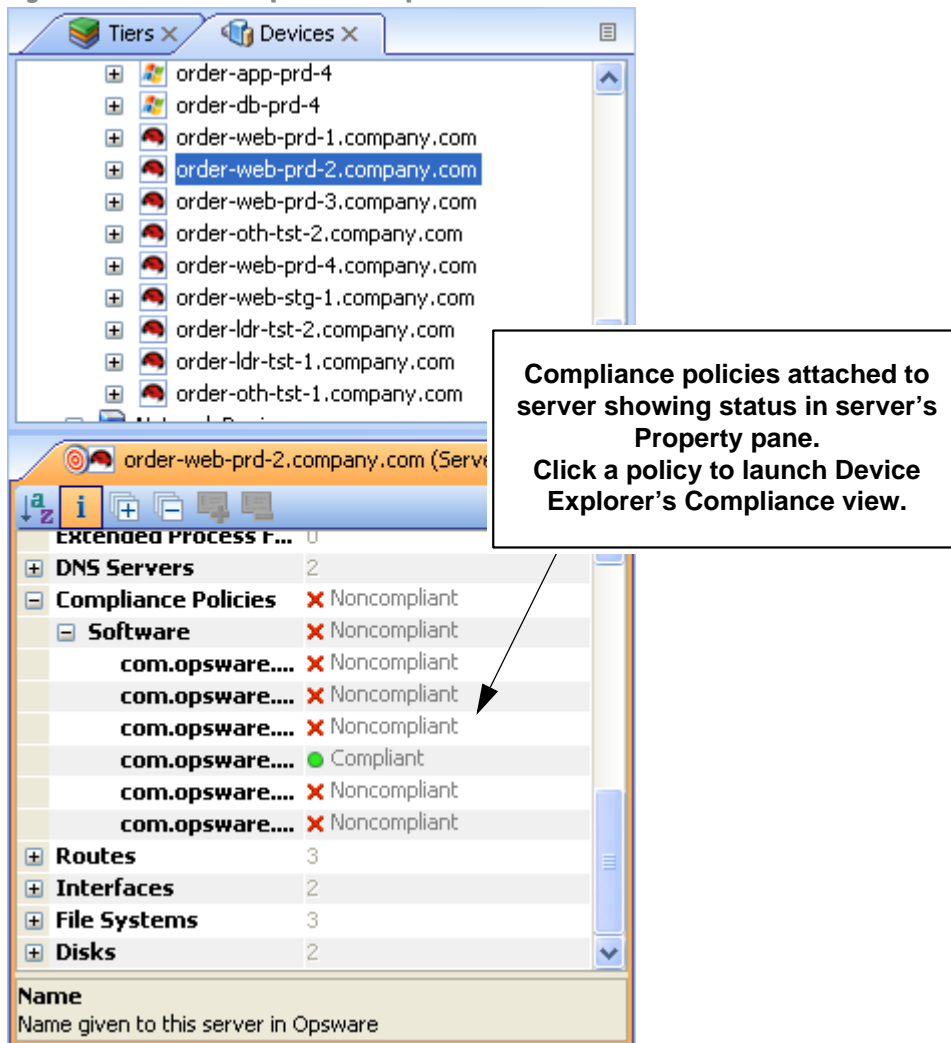 Tiers
Devices
order-app-prd-4
order-db-prd-4
order-web-prd-1.company.com
order-web-prd-2.company.com
order-web-prd-3.company.com
order-oth-tst-2.company.com
order-web-prd-4.company.com
order-web-stg-1.company.com
order-ldr-tst-2.company.com
order-ldr-tst-1.company.com
order-oth-tst-1.company.com
Compliance policies attached to
server showing status in server's
Property pane.
Click a policy to launch Device
Explorer's Compliance view.
order-web-prd-2.company.com (Serve
Extended Process F... 0
DNS Servers 2
Compliance Policies Noncompliant
Software Noncompliant
com.opsware.... Noncompliant
com.opsware.... Noncompliant
com.opsware.... Noncompliant
com.opsware.... Compliant
com.opsware.... Noncompliant
com.opsware.... Noncompliant
Routes 3
Interfaces 2
File Systems 3
Disks 2
Name
Name given to this server in Opsware